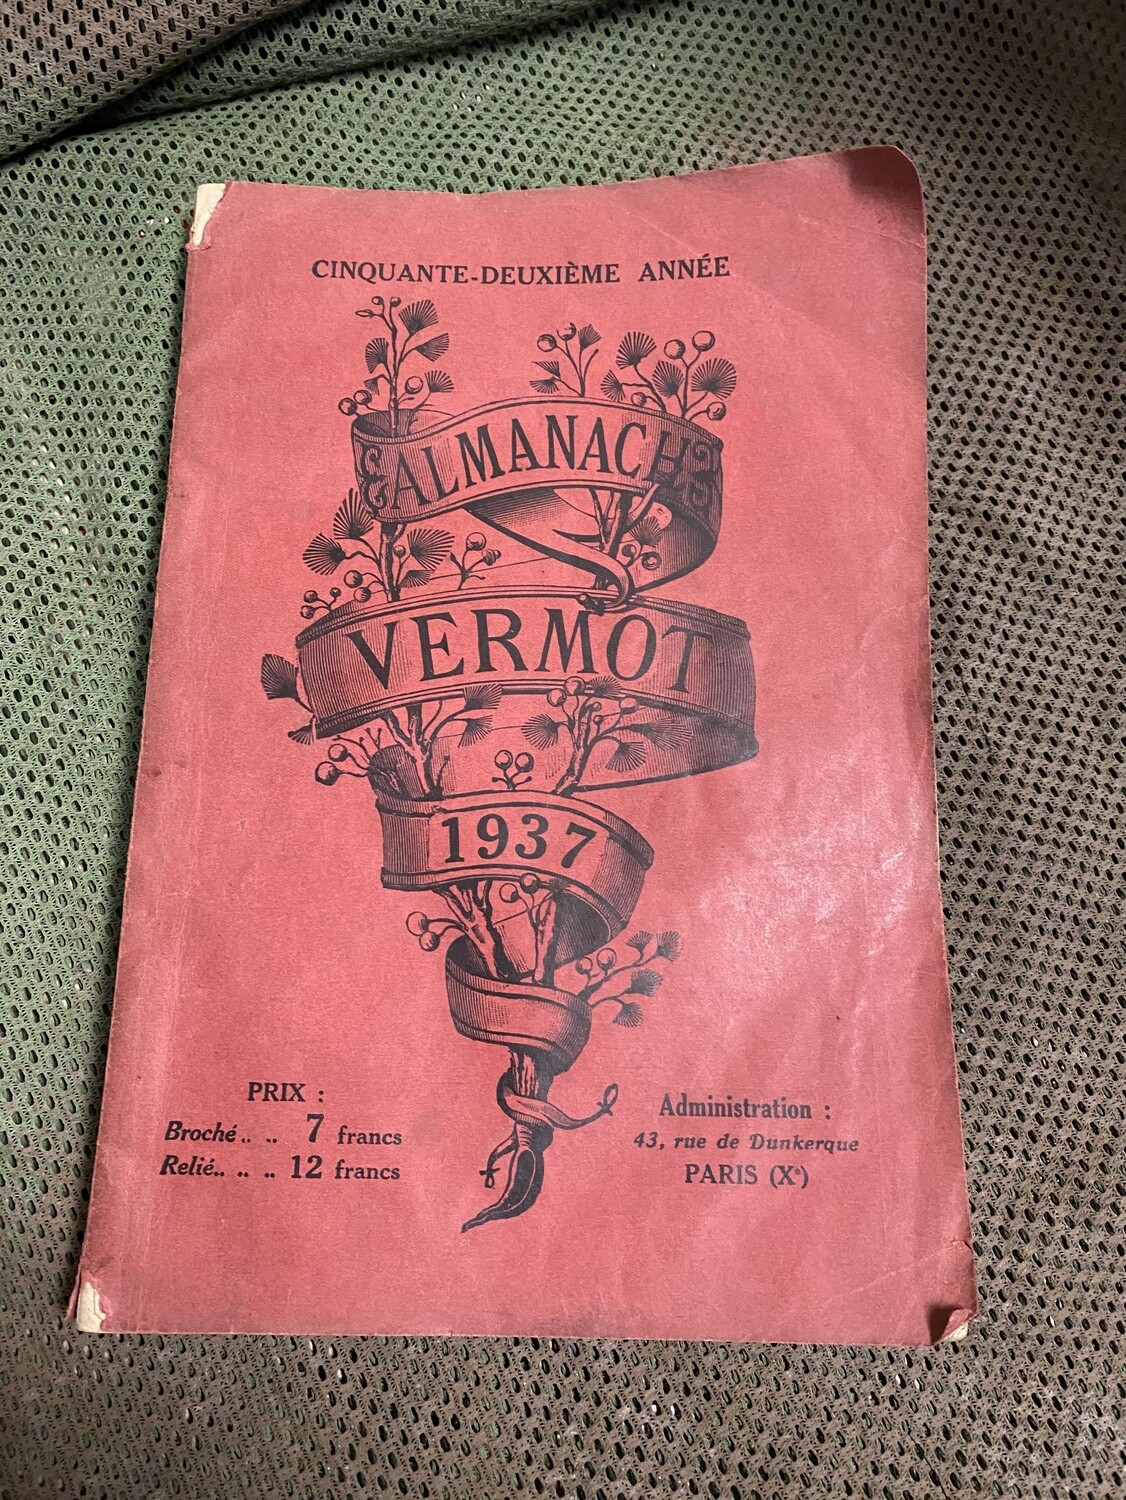 CINQUANTE-DEUXIÈME ANNÉE
ALMANACH
VERMOT
1937
PRIX :
Broché .. .. 7 francs
Relié .. .. .. 12 francs
Administration :
43, rue de Dunkerque
PARIS (Xᵉ)